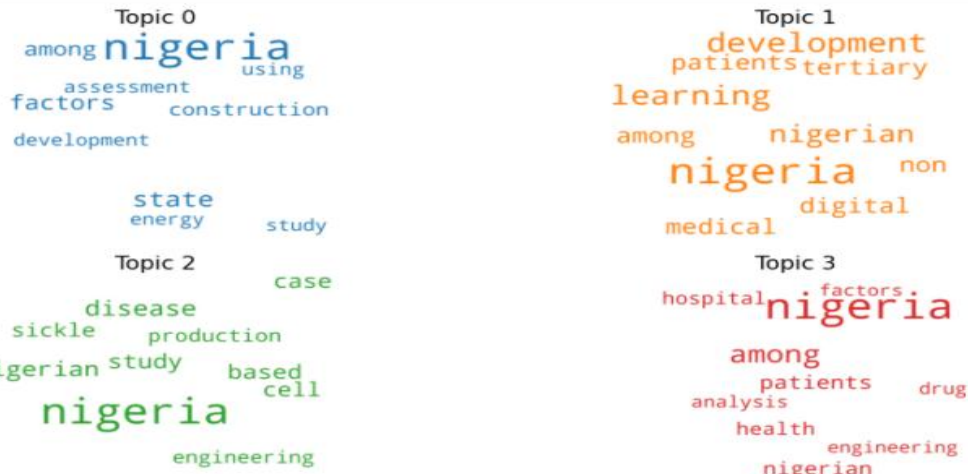 Topic 0
among nigeria
using
assessment
factors
construction
development
state
energy
study
Topic 1
development
patients tertiary
learning
among
nigerian
nigeria
non
digital
medical
Topic 2
case
disease
sickle
production
study
based
cell
nigeria
engineering
Topic 3
factors
hospital
nigeria
among
patients
drug
analysis
health
engineering
nigerian